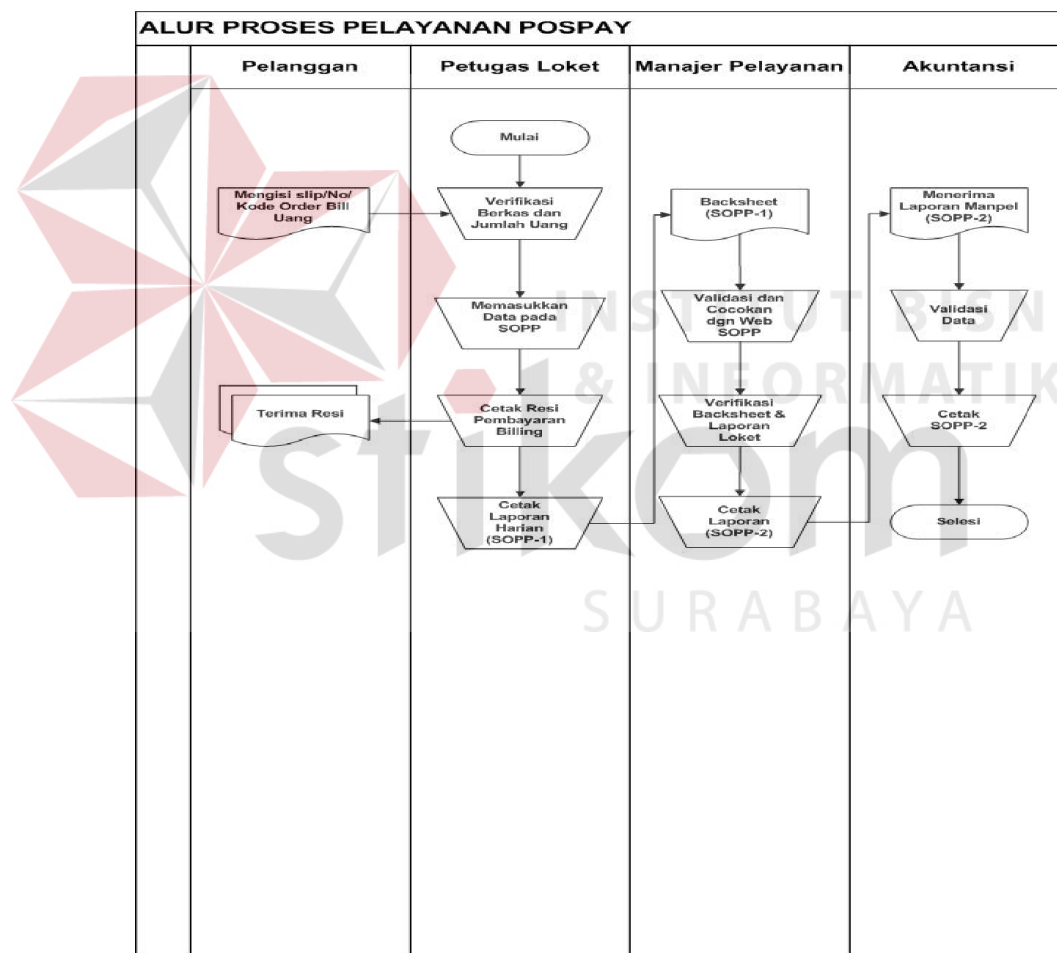 ALUR PROSES PELAYANAN POSPAY
Pelanggan
Petugas Loket
Manajer Pelayanan
Akuntansi
Mulai
Mengisi slip/No/
Kode Order Bill
Uang
Verifikasi
Berkas dan
Jumlah Uang
Backsheet
(SOPP-1)
Menerima
Laporan Manpel
(SOPP-2)
Memasukkan
Data pada
SOPP
Validasi dan
Cocokan
dgn Web
SOPP
Validasi
Data
Terima Resi
Cetak Resi
Pembayaran
Billing
Verifikasi
Backsheet &
Laporan
Loket
Cetak
SOPP-2
Cetak
Laporan
Harian
(SOPP-1)
Cetak
Laporan
(SOPP-2)
Selesi
INSTITUT BISN
& INFORMATIK
stikom
SURABAYA